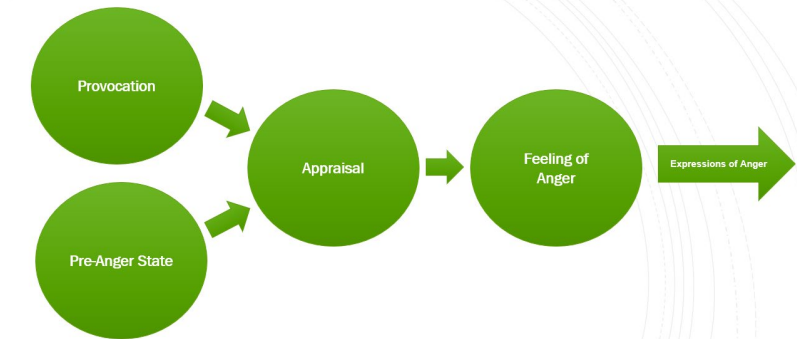 Provocation
Pre-Anger State
Appraisal
Feeling of
Anger
Expressions of Anger